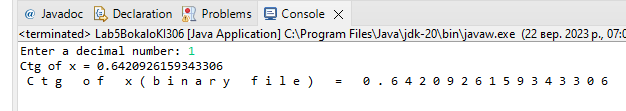 @ Javadoc Declaration Problems Console
<terminated> Lab5BokaloKI306 [Java Application] C:\Program Files\Java\jdk-20\bin\javaw.exe (22 вер. 2023 р., 07:0
Enter a decimal number: 1
Ctg of x = 0.6420926159343306
C t g   o f   x ( b i n a r y   f i l e )   =   0 . 6 4 2 0 9 2 6 1 5 9 3 4 3 3 0 6